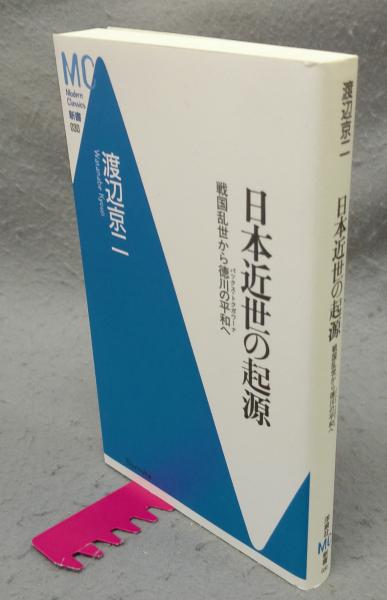 MC
Modern
Classics
新書
030
渡辺京二
Watanabe Kyoji
日本近世の起源
戦国乱世から徳川の平和へ
パックス・トクガワーナ
渡辺京二
日本近世の起源
戦国乱世から徳川の平和へ
洋泉社
MC
新書
030